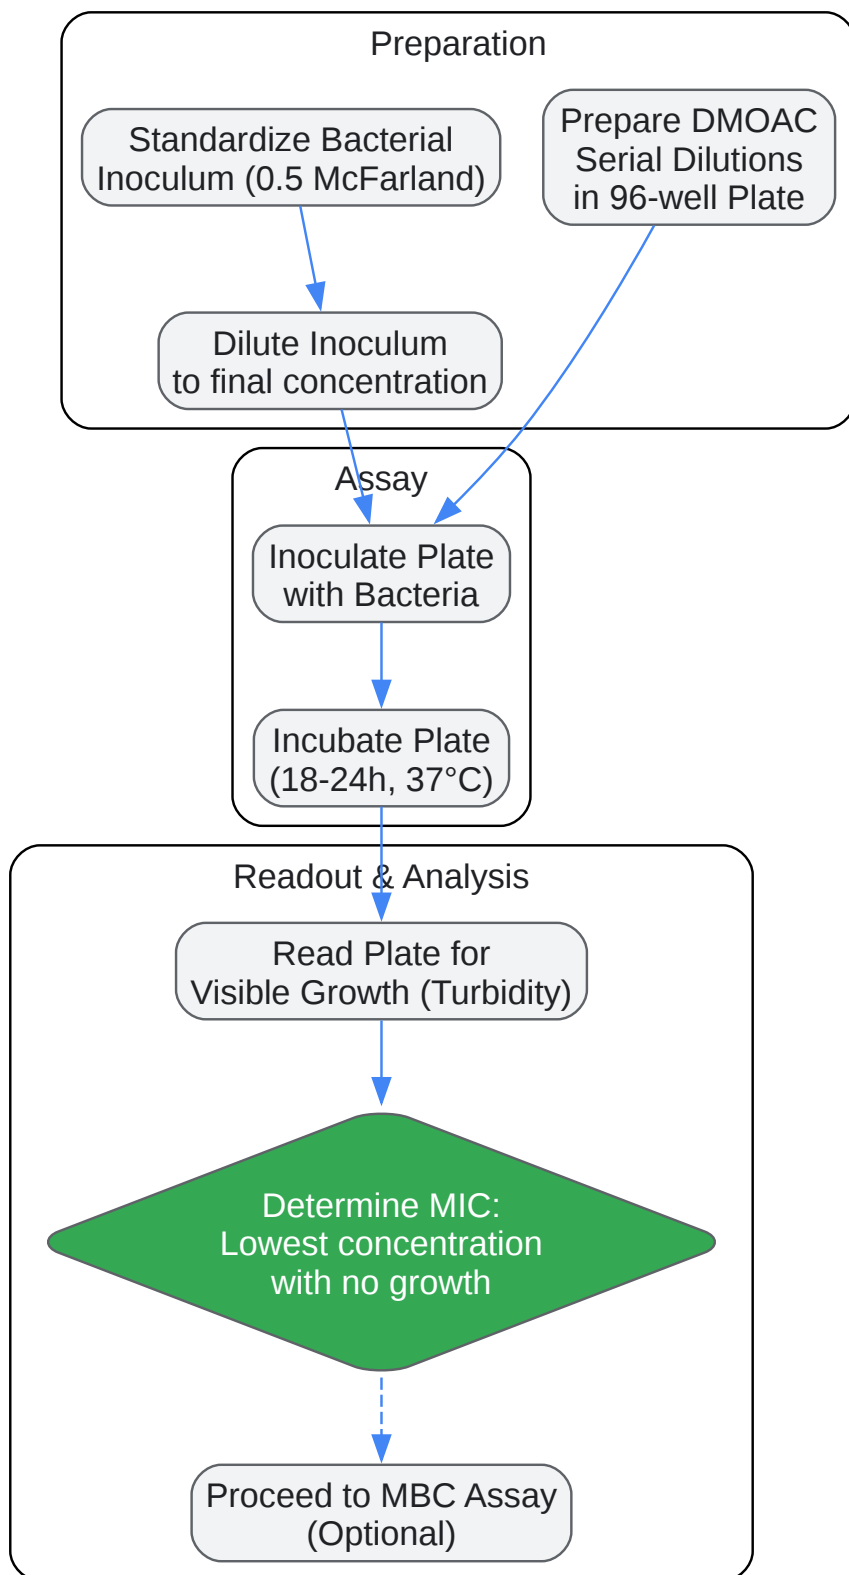 Preparation
Standardize Bacterial
Inoculum (0.5 McFarland)
Prepare DMOAC
Serial Dilutions
in 96-well Plate
Dilute Inoculum
to final concentration
Assay
Inoculate Plate
with Bacteria
Incubate Plate
(18-24h, 37°C)
Readout & Analysis
Read Plate for
Visible Growth (Turbidity)
Determine MIC:
Lowest concentration
with no growth
Proceed to MBC Assay
(Optional)